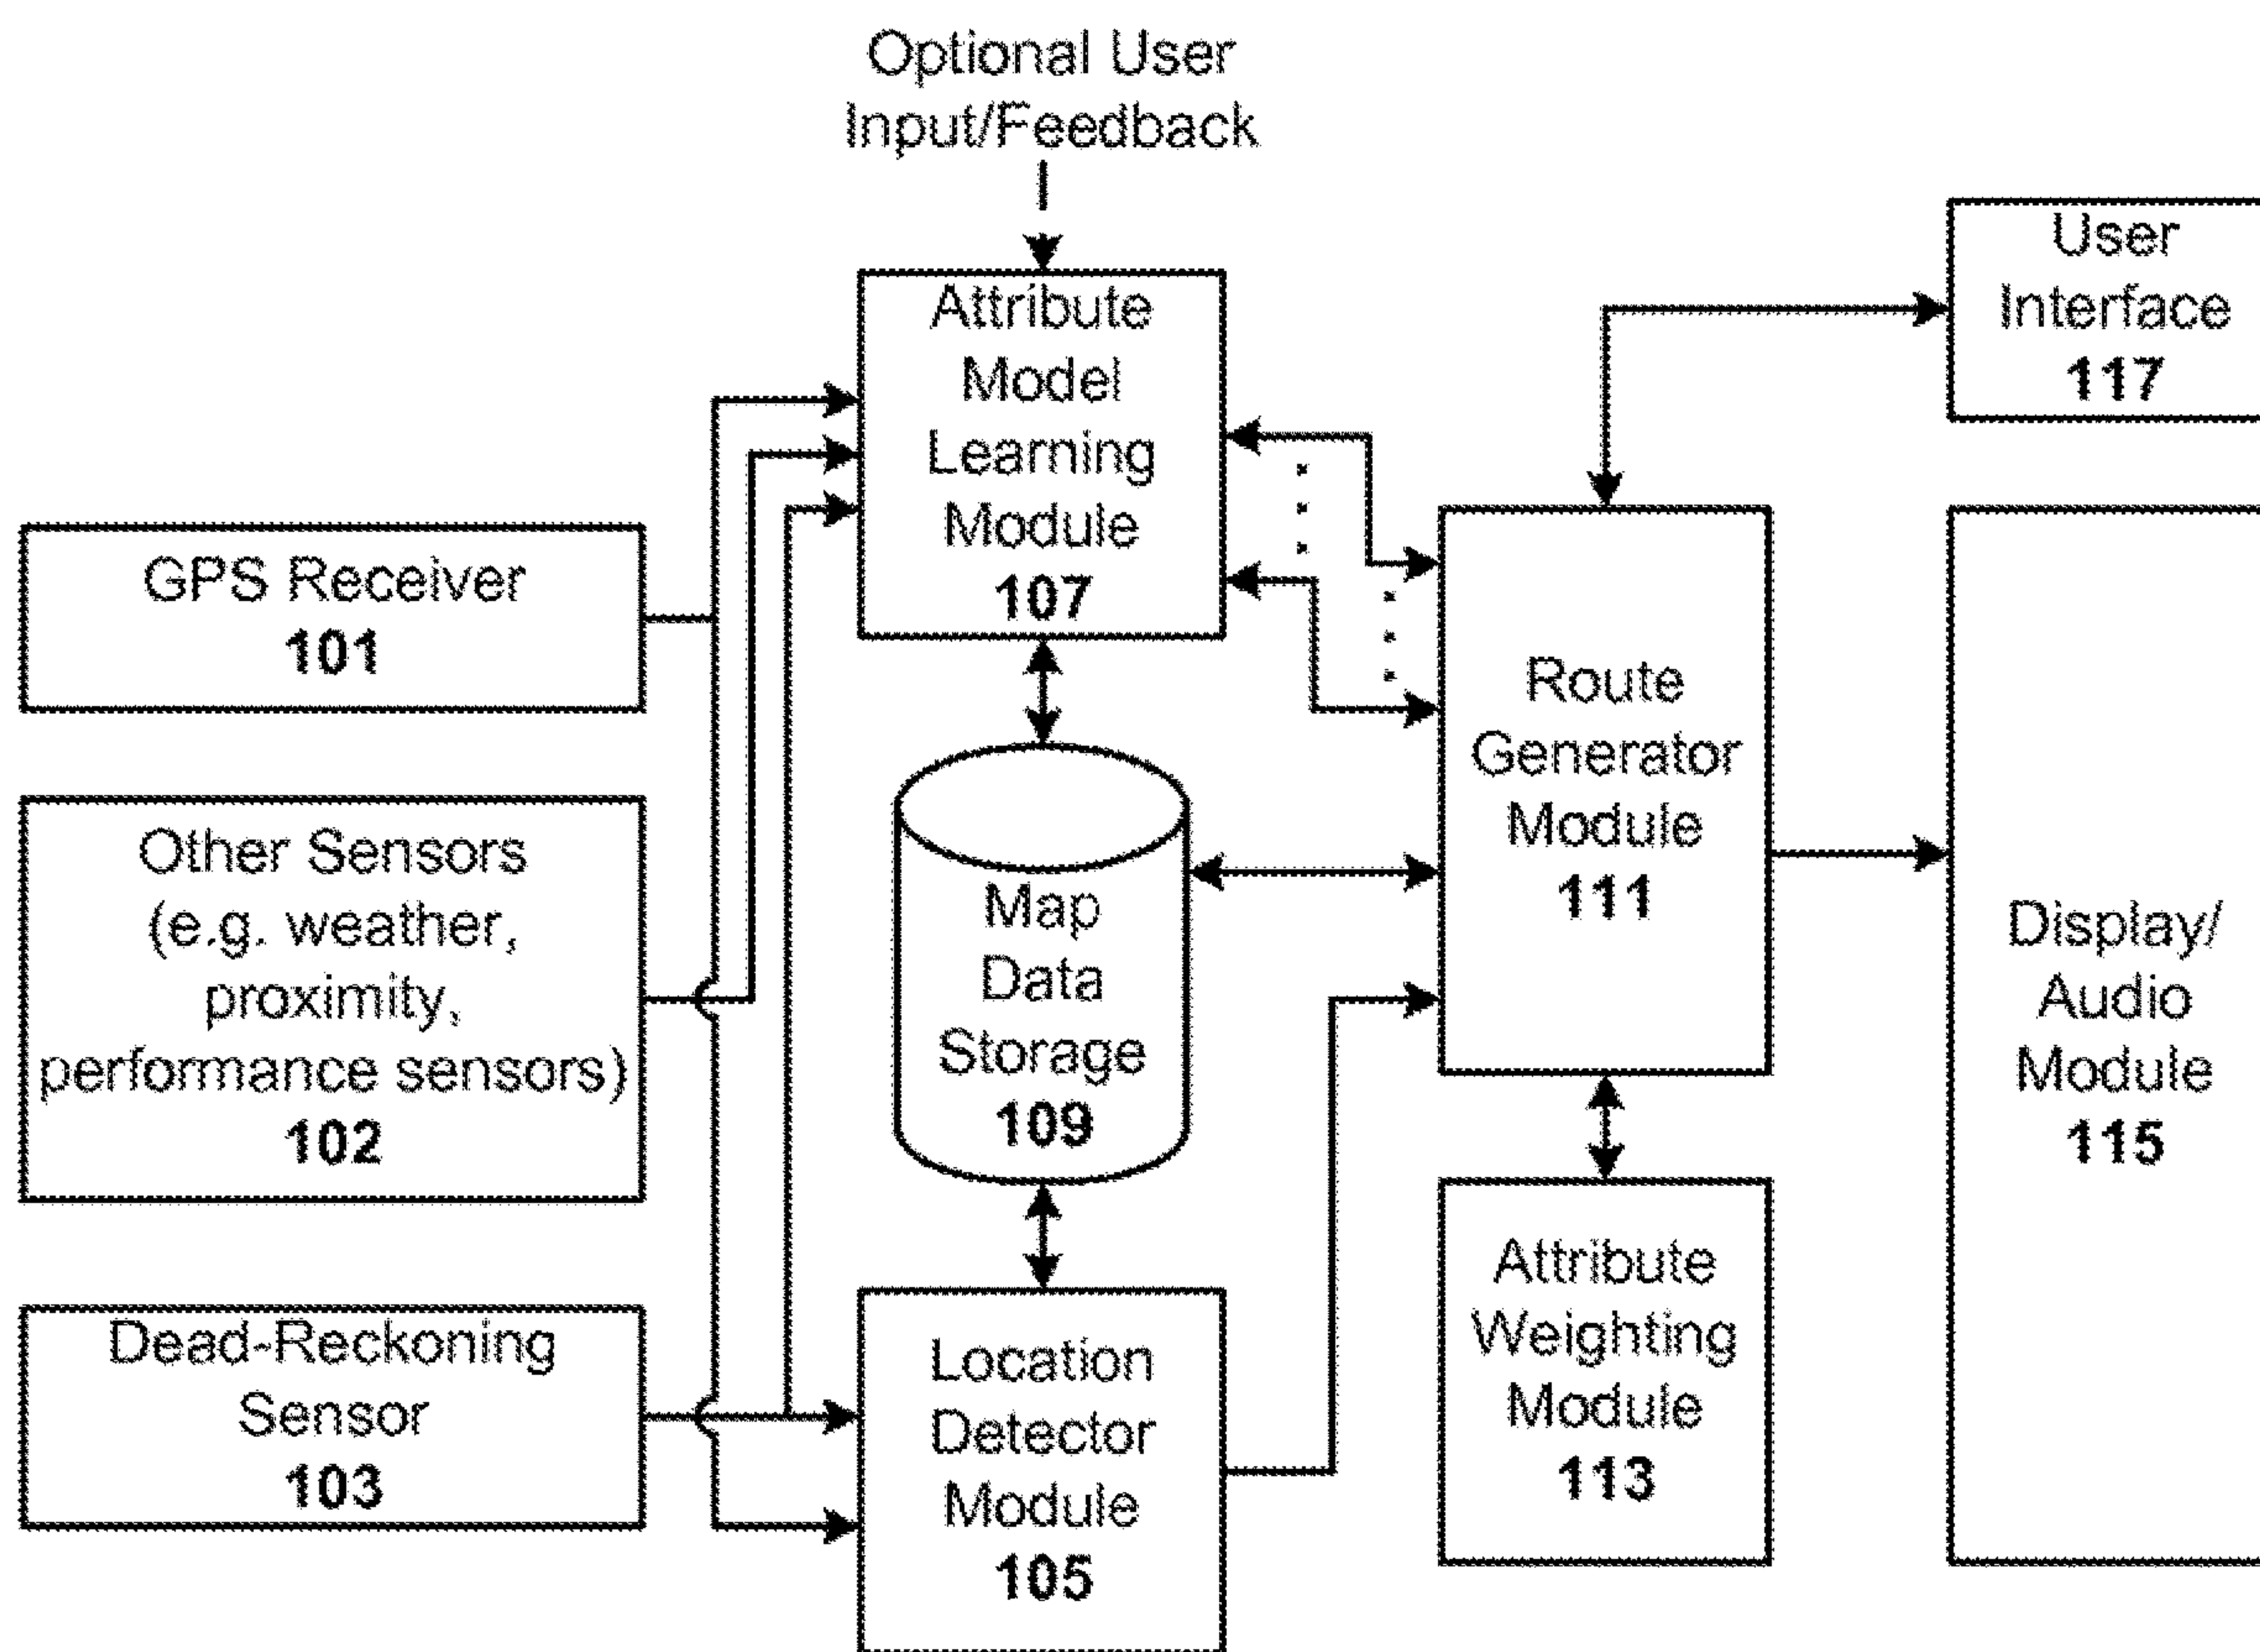 Optional User
Input/Feedback
Attribute
Model
Learning
Module
107
User
Interface
117
GPS Receiver
101
Other Sensors
(e.g. weather,
proximity,
performance sensors)
102
Dead-Reckoning
Sensor
103
Map
Data
Storage
109
Location
Detector
Module
105
Route
Generator
Module
111
Attribute
Weighting
Module
113
Display/
Audio
Module
115